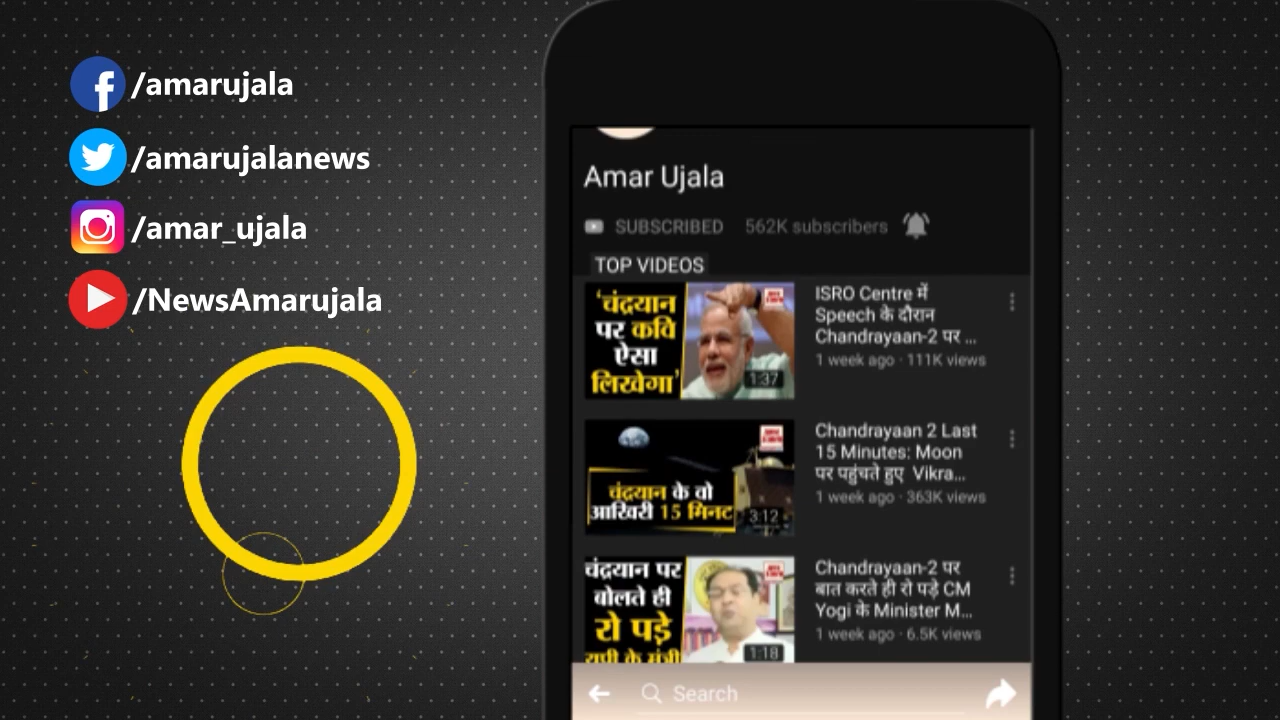 /amarujala
/amarujalanews
/amar_ujala
/NewsAmarujala
Amar Ujala
SUBSCRIBED 562K subscribers
TOP VIDEOS
‘चंद्रयान
पर कवि
ऐसा
लिखेगा’
1:37
ISRO Centre में
Speech के दौरान
Chandrayaan-2 पर ...
1 week ago · 111K views
चंद्रयान के वो
आखिरी 15 मिनट
3:12
Chandrayaan 2 Last
15 Minutes: Moon
पर पहुंचते हुए Vikra...
1 week ago · 363K views
चंद्रयान पर
बोलते ही
रो पड़े
यूपी के मंत्री
1:18
Chandrayaan-2 पर
बात करते ही रो पड़े CM
Yogi के Minister M...
1 week ago · 6.5K views
Search